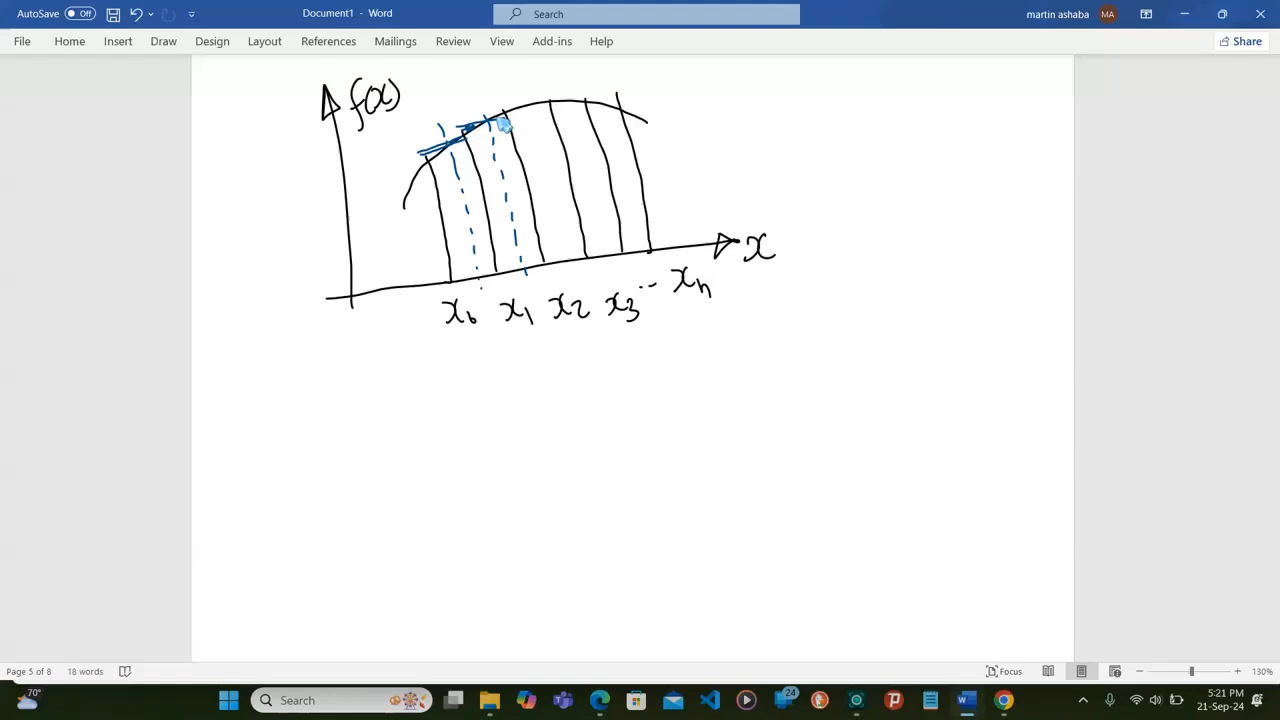 AutoSave Off Document1 - Word Search martin ashaba MA
File Home Insert Draw Design Layout References Mailings Review View Add-ins Help Share
f(x)
x
x0 x1 x2 x3 -- xn
Page 5 of 8 18 words Focus 130%
70° Search 24 5:21 PM
21-Sep-24